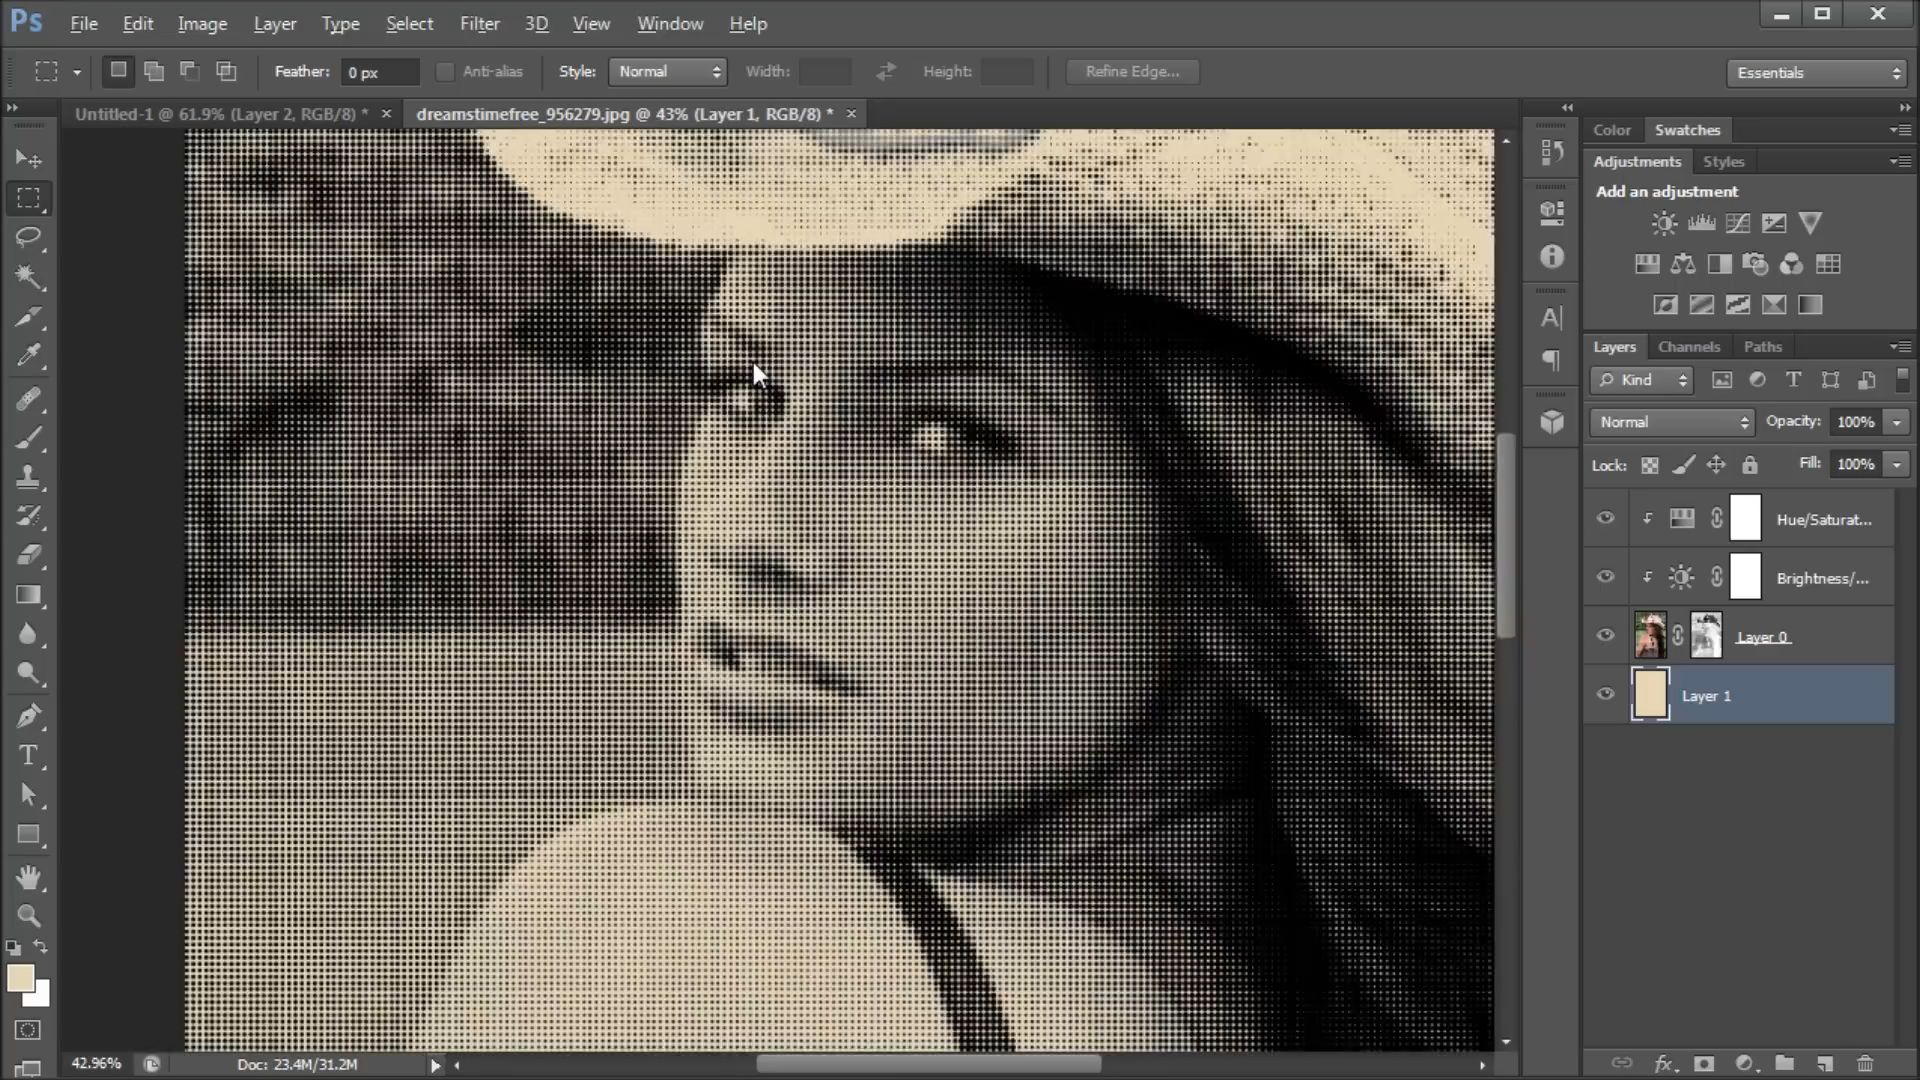 Ps File Edit Image Layer Type Select Filter 3D View Window Help
Feather: 0 px Anti-alias Style: Normal Width: Height: Refine Edge... Essentials
Untitled-1 @ 61.9% (Layer 2, RGB/8) * dreamstimefree_956279.jpg @ 43% (Layer 1, RGB/8) *
Color Swatches
Adjustments Styles
Add an adjustment
Layers Channels Paths
Kind
Normal Opacity: 100%
Lock: Fill: 100%
Hue/Saturat...
Brightness/...
Layer 0
Layer 1
42.96% Doc: 23.4M/31.2M